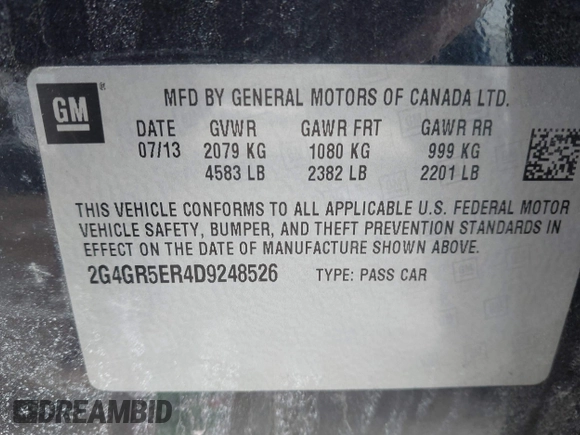 GM
MFD BY GENERAL MOTORS OF CANADA LTD.
DATE GVWR GAWR FRT GAWR RR
07/13 2079 KG 1080 KG 999 KG
4583 LB 2382 LB 2201 LB
THIS VEHICLE CONFORMS TO ALL APPLICABLE U.S. FEDERAL MOTOR
VEHICLE SAFETY, BUMPER, AND THEFT PREVENTION STANDARDS IN
EFFECT ON THE DATE OF MANUFACTURE SHOWN ABOVE.
2G4GR5ER4D9248526 TYPE: PASS CAR
DREAMBID